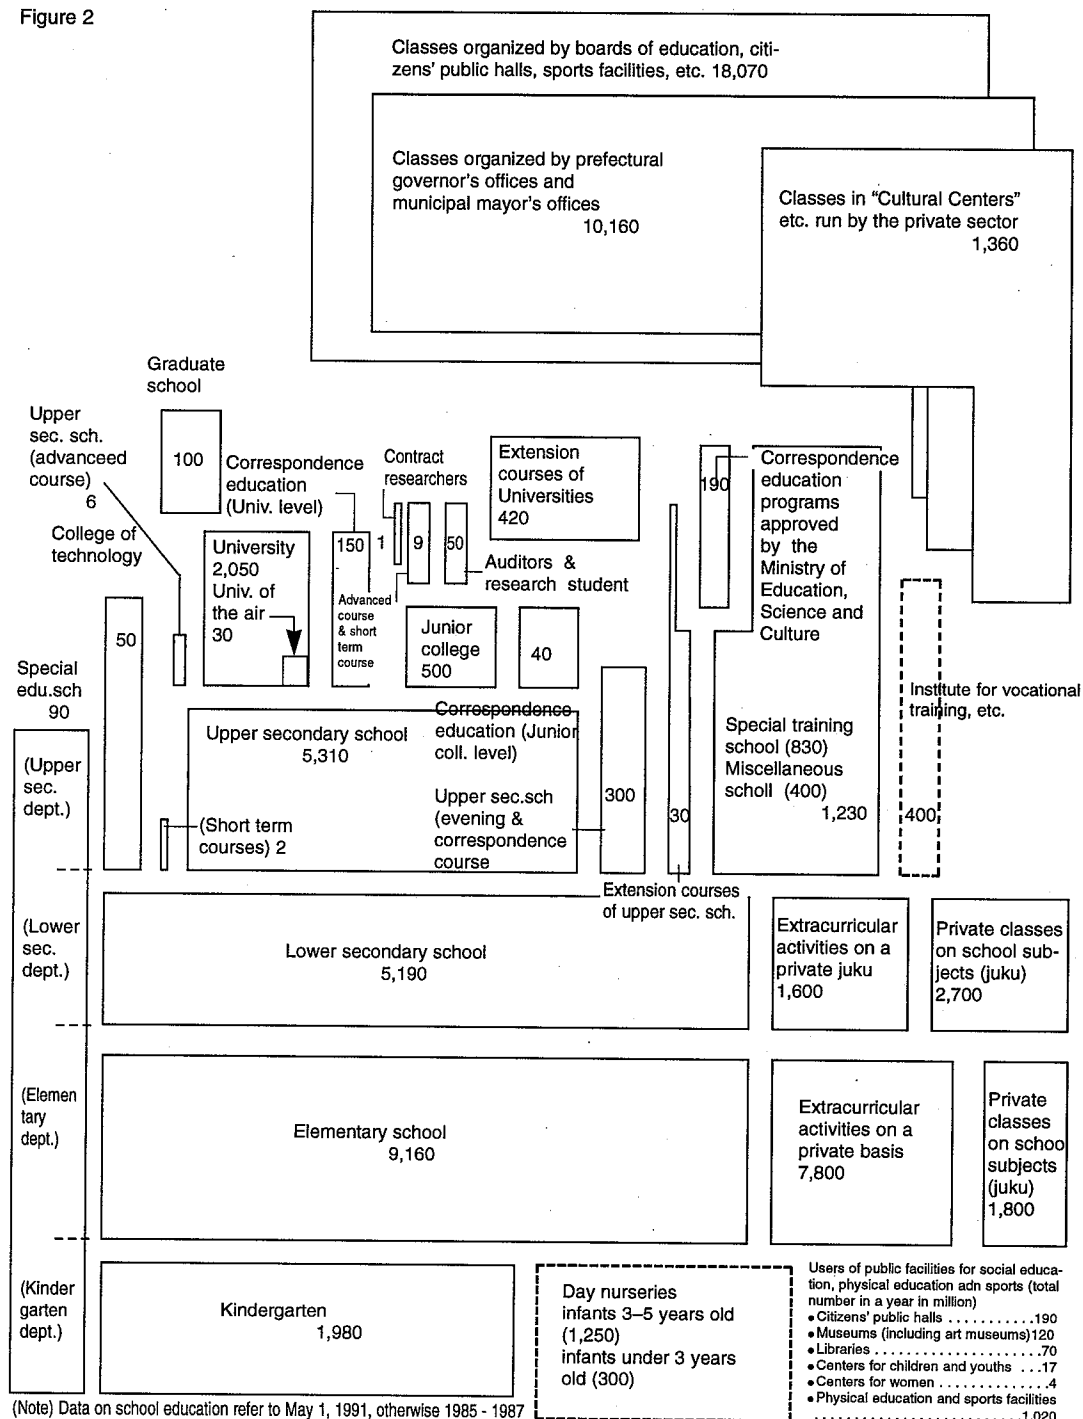 Figure 2
Classes organized by boards of education, citi-
zens' public halls, sports facilities, etc. 18,070
Classes organized by prefectural
governor's offices and
municipal mayor's offices
10,160
Classes in "Cultural Centers"
etc. run by the private sector
1,360
Graduate
school
100
Upper
sec. sch.
(advanceed
course)
6
College of
technology
50
Correspondence
education
(Univ. level)
150
Contract
researchers
1
9
50
Extension
courses of
Universities
420
Auditors &
research student
University
2,050
Univ. of
the air
30
Advanced
course
& short
term
course
Junior
college
500
40
190
Correspondence
education
programs
approved
by the
Ministry of
Education,
Science and
Culture
Special
edu.sch
90
(Upper
sec.
dept.)
Upper secondary school
5,310
(Short term
courses) 2
Correspondence
education (Junior
coll. level)
Upper sec.sch
(evening &
correspondence
course
300
30
Extension courses
of upper sec. sch.
Special training
school (830)
Miscellaneous
scholl (400)
1,230
Institute for vocational
training, etc.
400
(Lower
sec.
dept.)
Lower secondary school
5,190
Extracurricular
activities on a
private juku
1,600
Private classes
on school sub-
jects (juku)
2,700
(Elemen
tary
dept.)
Elementary school
9,160
Extracurricular
activities on a
private basis
7,800
Private
classes
on schoo
subjects
(juku)
1,800
(Kinder
garten
dept.)
Kindergarten
1,980
Day nurseries
infants 3–5 years old
(1,250)
infants under 3 years
old (300)
Users of public facilities for social educa-
tion, physical education adn sports (total
number in a year in million)
● Citizens' public halls ...........190
● Museums (including art museums)120
● Libraries .....................70
● Centers for children and youths ...17
● Centers for women ..............4
● Physical education and sports facilities
..........................1,020
(Note) Data on school education refer to May 1, 1991, otherwise 1985 - 1987